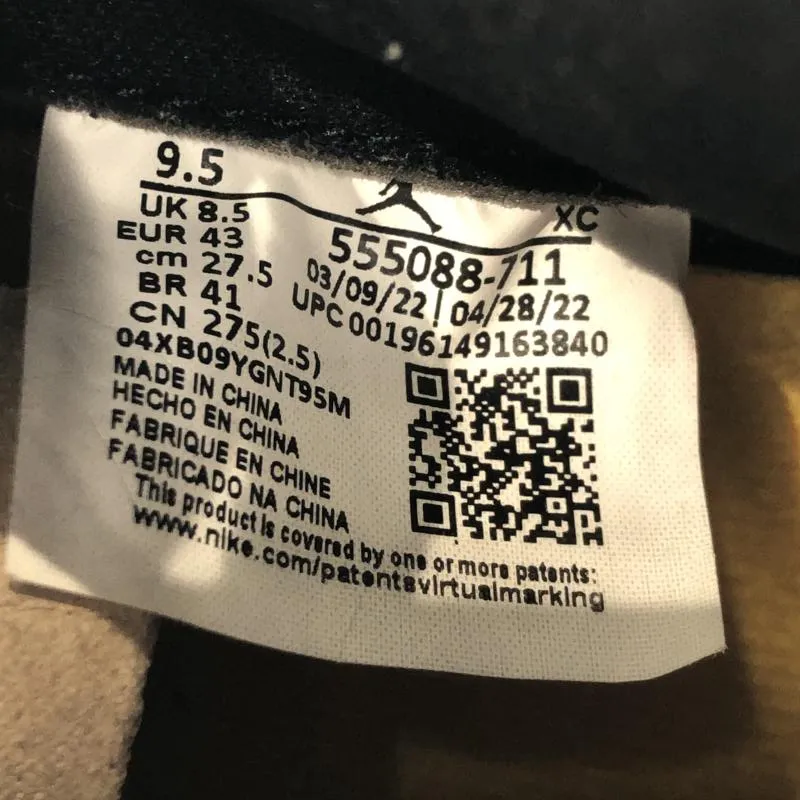 9.5
XC
UK 8.5
EUR 43
cm 27.5
BR 41
CN 275(2.5)
555088-711
03/09/22 | 04/28/22
UPC 00196149163840
04XB09YGNT95M
MADE IN CHINA
HECHO EN CHINA
FABRIQUE EN CHINE
FABRICADO NA CHINA
This product is covered by one or more patents:
www.nike.com/patentsvirtualmarking